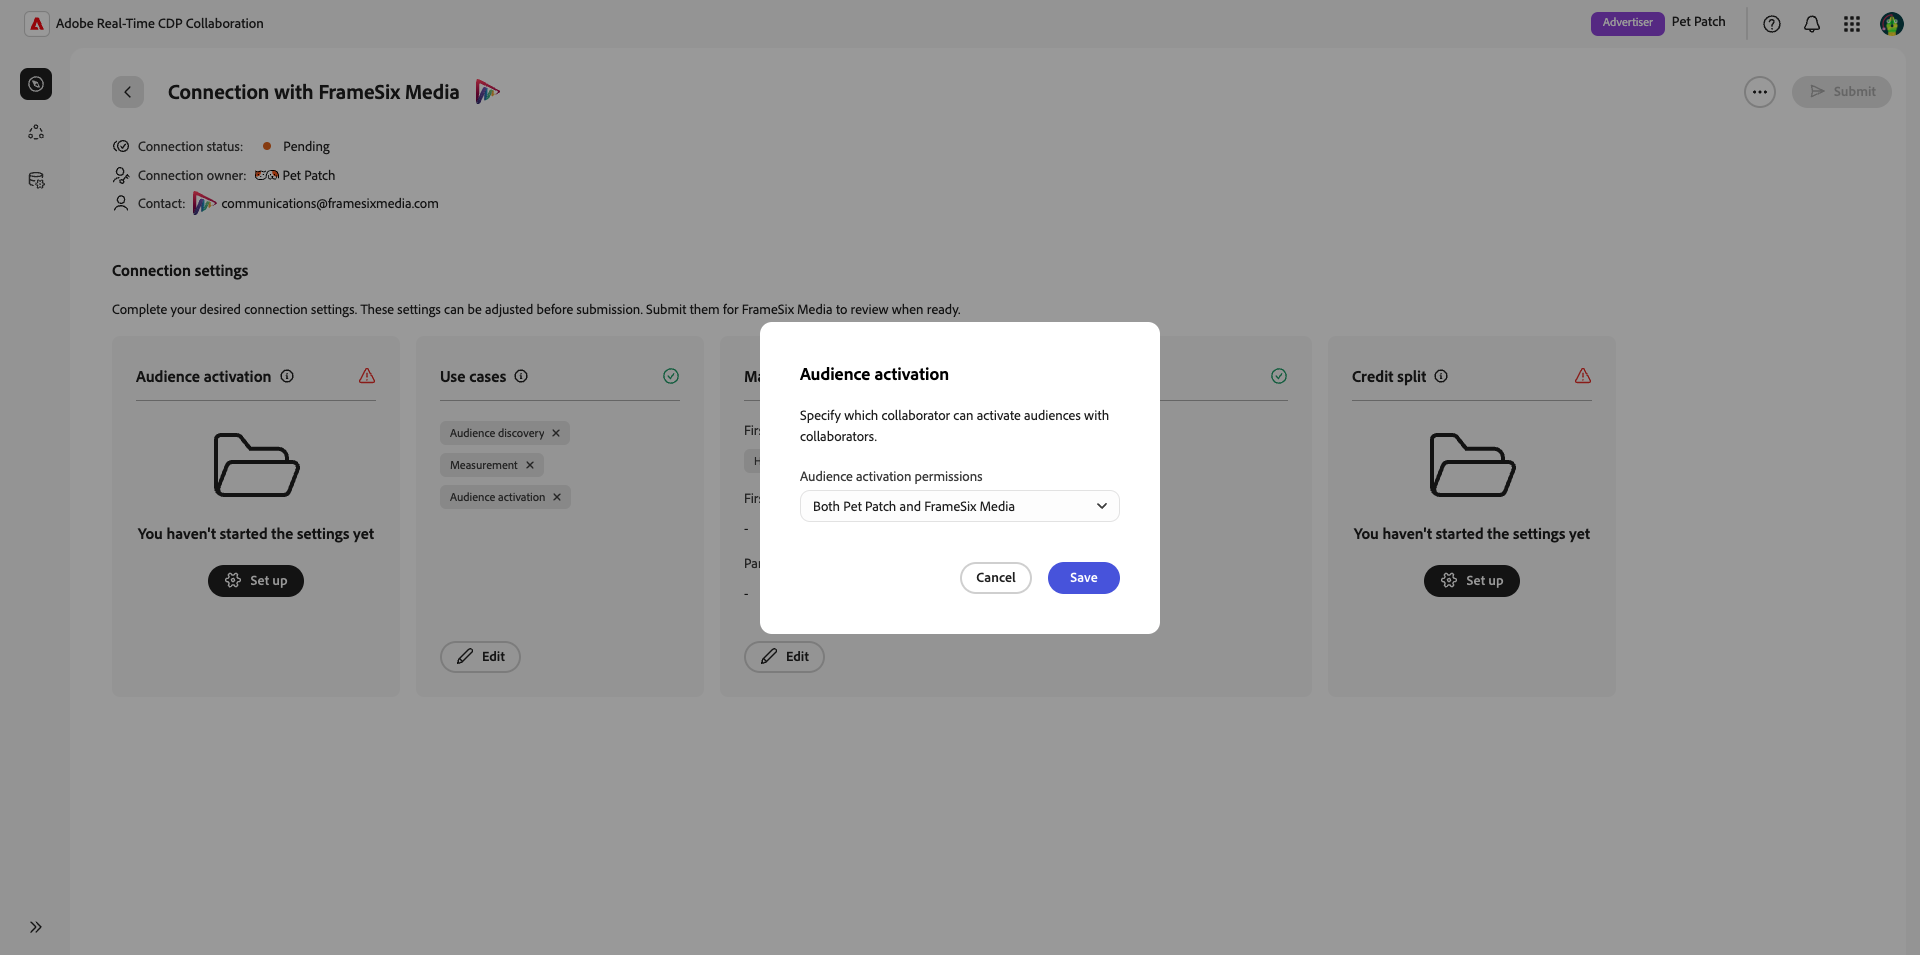 Adobe Real-Time CDP Collaboration
Advertiser
Pet Patch
Connection with FrameSix Media
Submit
Connection status:
Pending
Connection owner:
Pet Patch
Contact:
communications@framesixmedia.com
Connection settings
Complete your desired connection settings. These settings can be adjusted before submission. Submit them for FrameSix Media to review when ready.
Audience activation
You haven't started the settings yet
Set up
Use cases
Audience discovery
Measurement
Audience activation
Edit
Edit
Audience activation
Specify which collaborator can activate audiences with
collaborators.
Audience activation permissions
Both Pet Patch and FrameSix Media
Cancel
Save
Credit split
You haven't started the settings yet
Set up